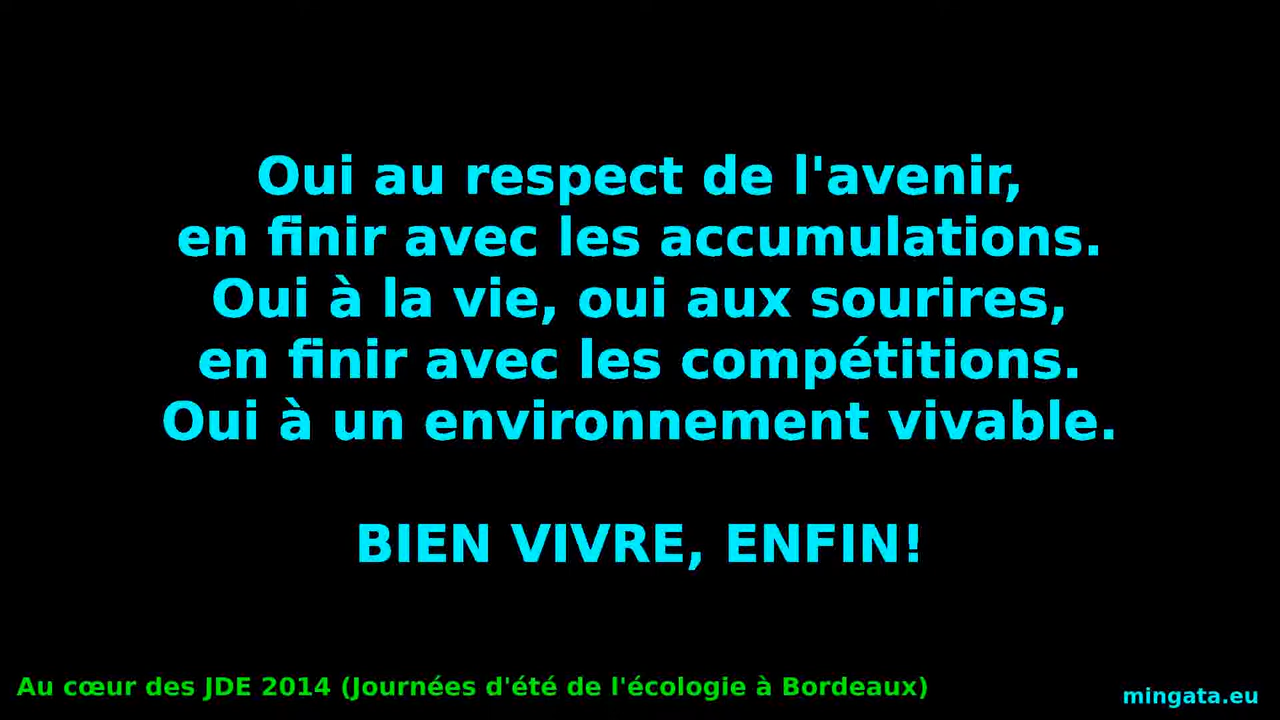 Oui au respect de l'avenir,
en finir avec les accumulations.
Oui à la vie, oui aux sourires,
en finir avec les compétitions.
Oui à un environnement vivable.
BIEN VIVRE, ENFIN!
Au cœur des JDE 2014 (Journées d'été de l'écologie à Bordeaux)
mingata.eu